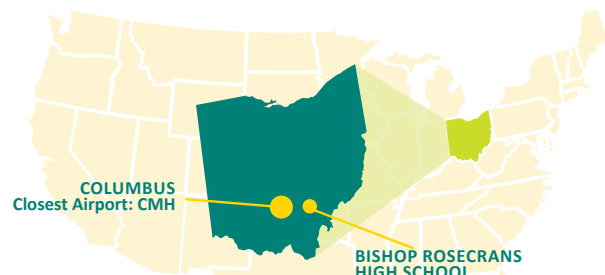 COLUMBUS
Closest Airport: CMH
BISHOP ROSECRANS
HIGH SCHOOL